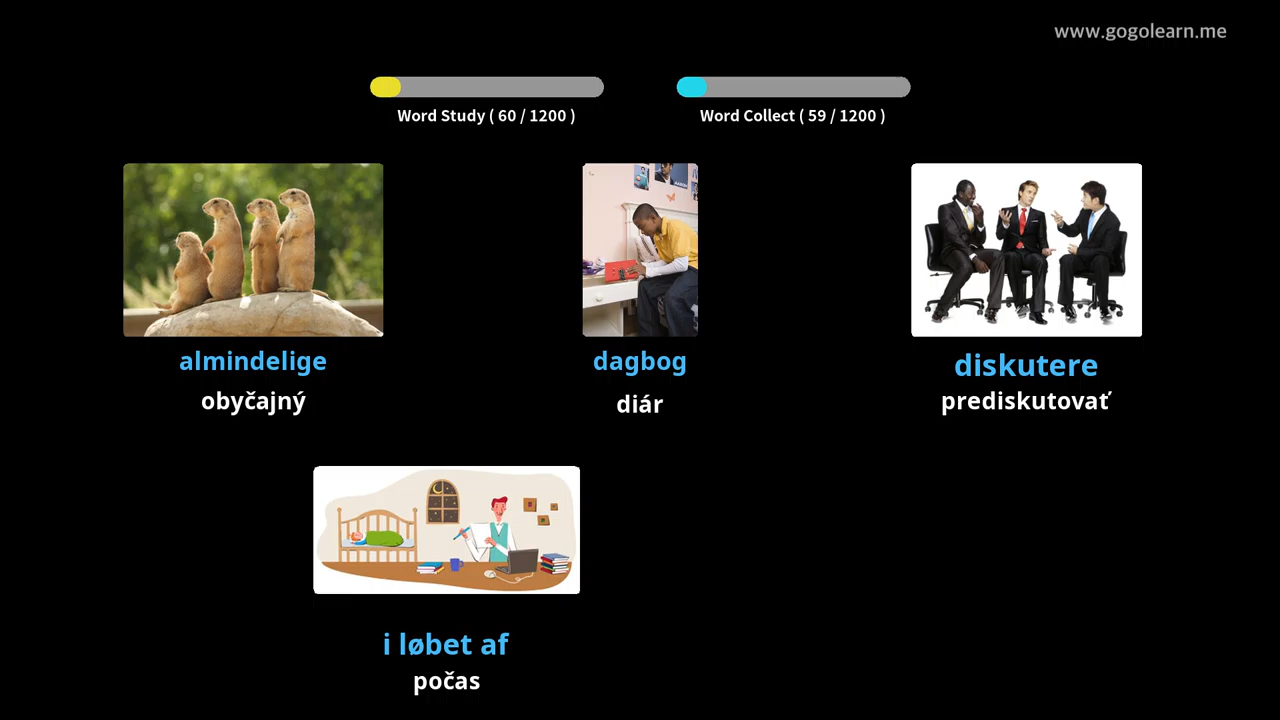 www.gogolearn.me
Word Study ( 60 / 1200 )
Word Collect ( 59 / 1200 )
almindelige
obyčajný
dagbog
diár
diskutere
prediskutovať
i løbet af
počas